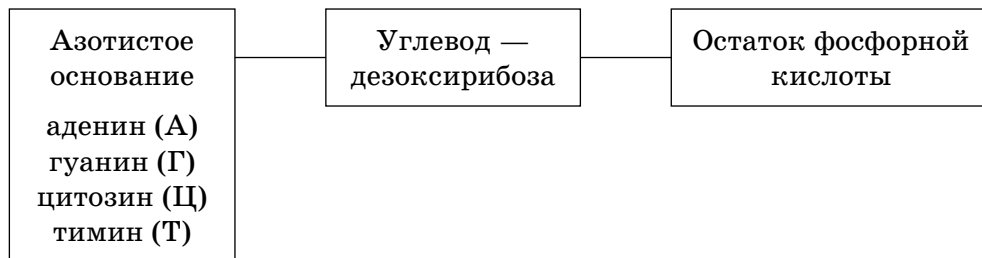 Азотистое
основание
аденин (А)
гуанин (Г)
цитозин (Ц)
тимин (Т)
Углевод —
дезоксирибоза
Остаток фосфорной
кислоты